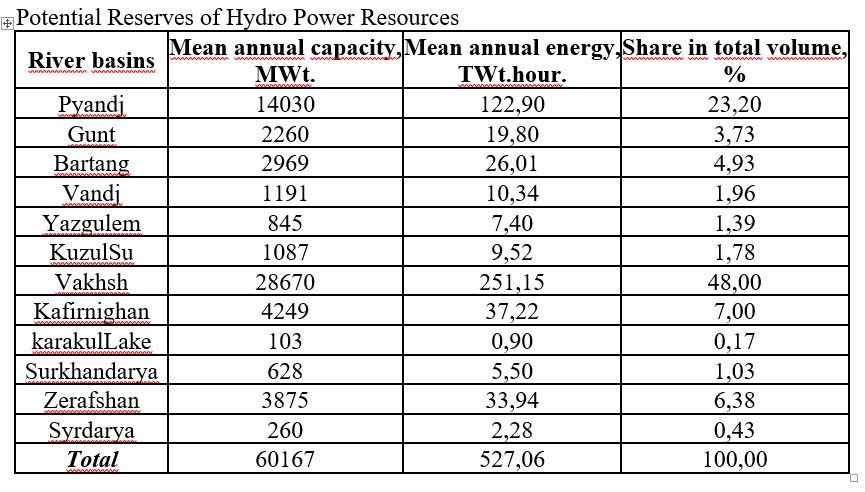 Potential Reserves of Hydro Power Resources
River basins Mean annual capacity, MWt. Mean annual energy, TWt.hour. Share in total volume, %
Pyandj 14030 122,90 23,20
Gunt 2260 19,80 3,73
Bartang 2969 26,01 4,93
Vandj 1191 10,34 1,96
Yazgulem 845 7,40 1,39
KuzulSu 1087 9,52 1,78
Vakhsh 28670 251,15 48,00
Kafirnighan 4249 37,22 7,00
karakulLake 103 0,90 0,17
Surkhandarya 628 5,50 1,03
Zerafshan 3875 33,94 6,38
Syrdarya 260 2,28 0,43
Total 60167 527,06 100,00